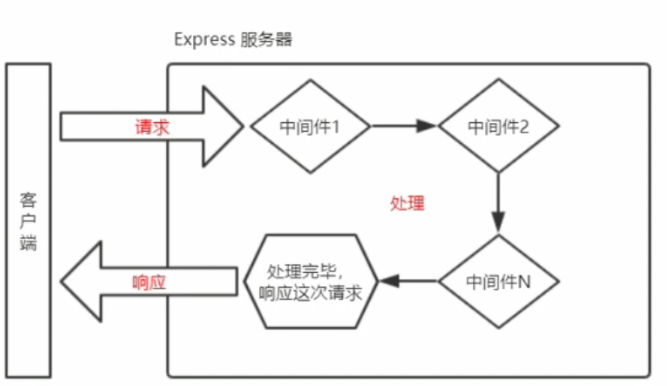 Express 服务器
客户端
请求
中间件1
中间件2
处理
中间件N
处理完毕，
响应这次请求
响应